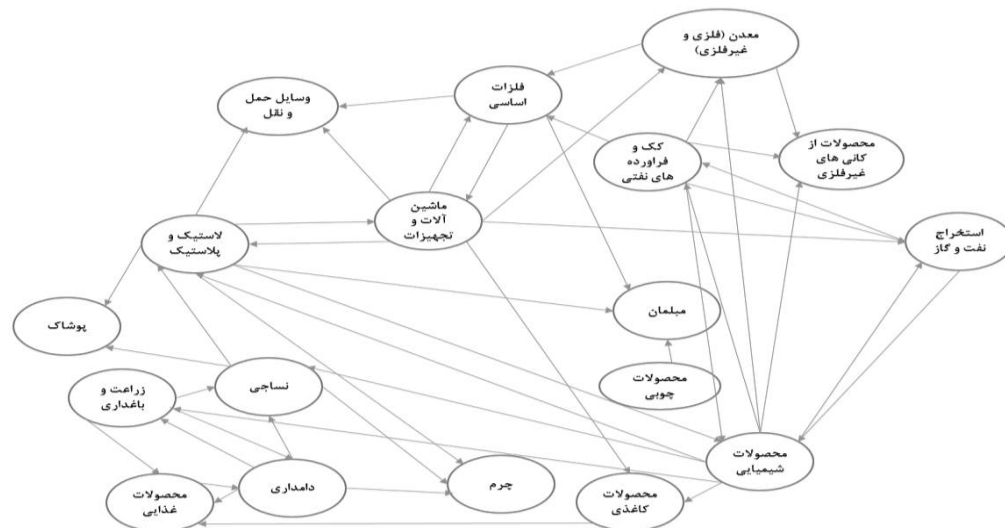 معدن (فلزی و
غیرفلزی)
فلزات
اساسی
وسایل حمل
و نقل
کک و
فراورده
های نفتی
محصولات از
کانی های
غیرفلزی
ماشین
آلات و
تجهیزات
لاستیک و
پلاستیک
استخراج
نفت و گاز
مبلمان
پوشاک
محصولات
چوبی
نساجی
زراعت و
باغداری
محصولات
شیمیایی
چرم
دامداری
محصولات
کاغذی
محصولات
غذایی